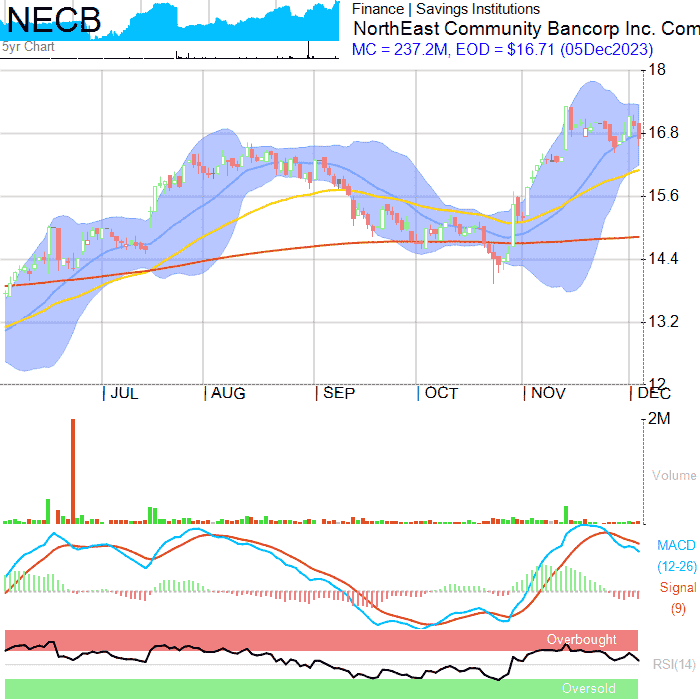 NECB
5yr Chart
Finance | Savings Institutions
NorthEast Community Bancorp Inc. Com
MC = 237.2M, EOD = $16.71 (05Dec2023)
18
16.8
15.6
14.4
13.2
12
JUL AUG SEP OCT NOV DEC
2M
Volume
MACD
(12-26)
Signal
(9)
Overbought
RSI(14)
Oversold